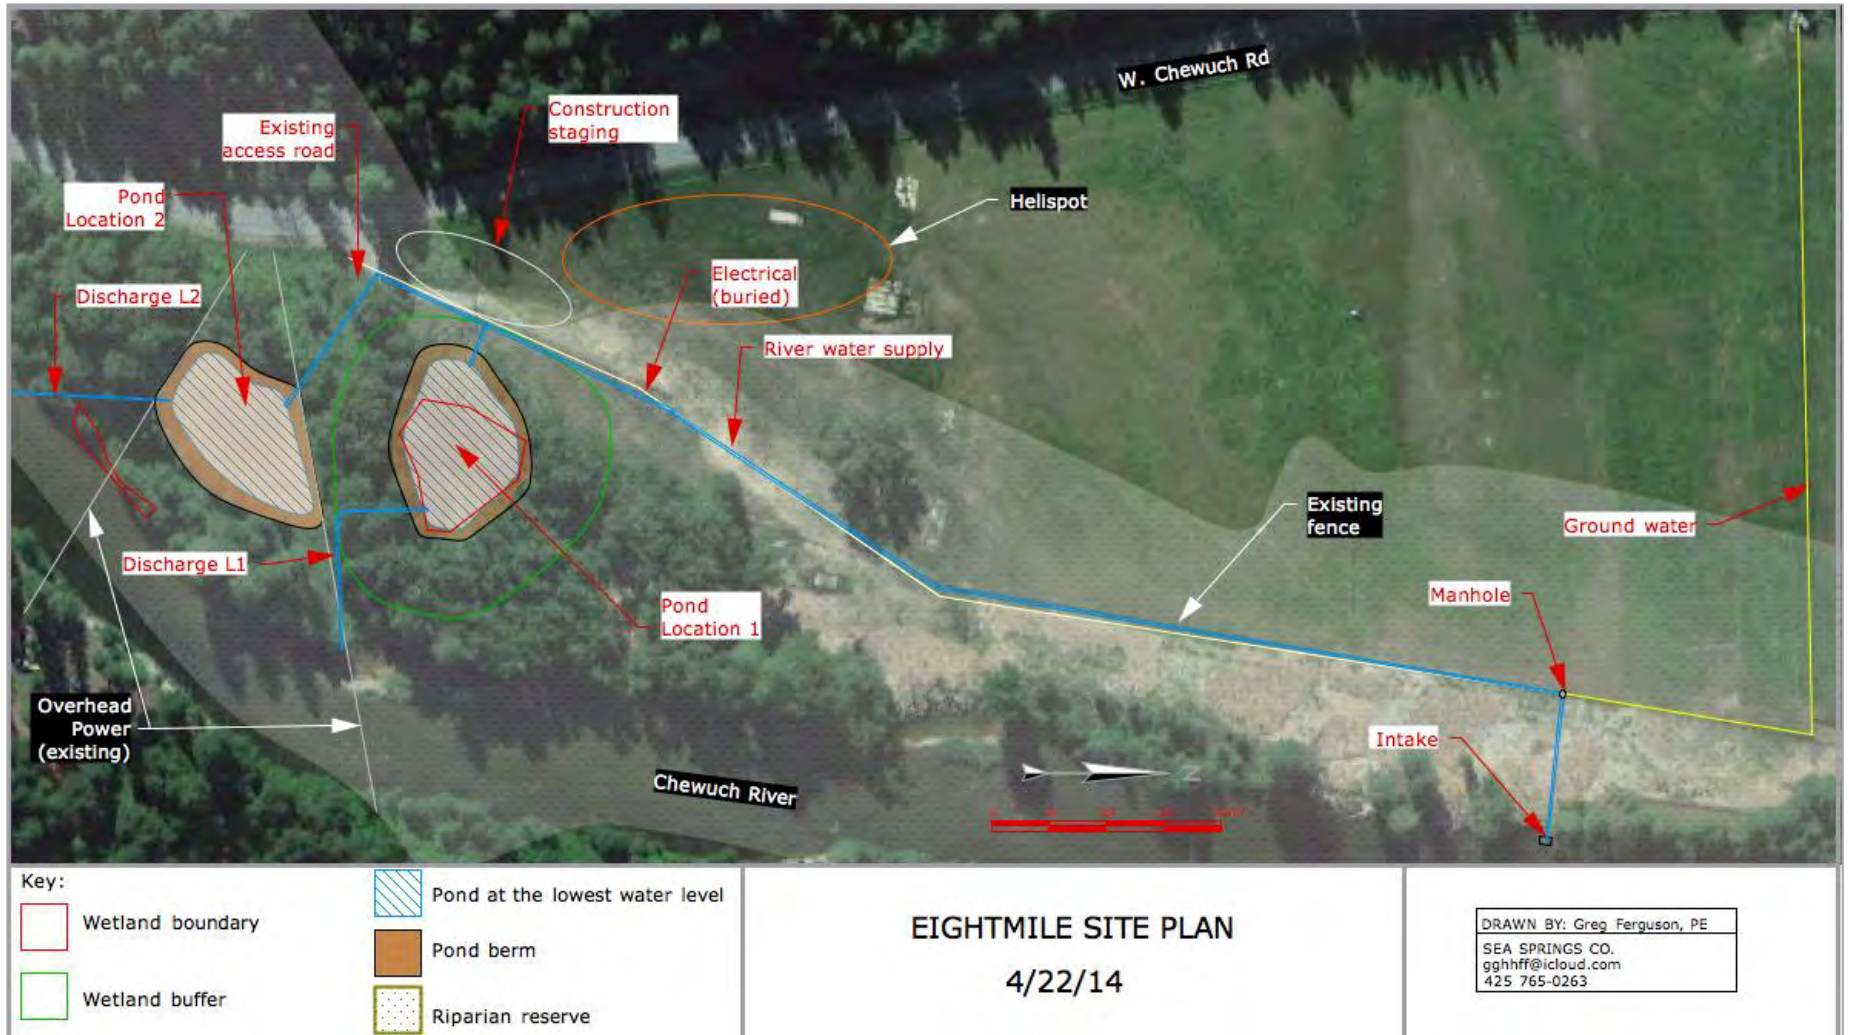 W. Chewuch Rd
Construction
staging
Existing
access road
Pond
Location 2
Helispot
Electrical
(buried)
Discharge L2
River water supply
Existing
fence
Ground water
Discharge L1
Manhole
Pond
Location 1
Overhead
Power
(existing)
Intake
Chewuch River
Key:
Wetland boundary
Wetland buffer
Pond at the lowest water level
Pond berm
Riparian reserve
EIGHTMILE SITE PLAN
4/22/14
DRAWN BY: Greg Ferguson, PE
SEA SPRINGS CO.
gghhff@icloud.com
425 765-0263